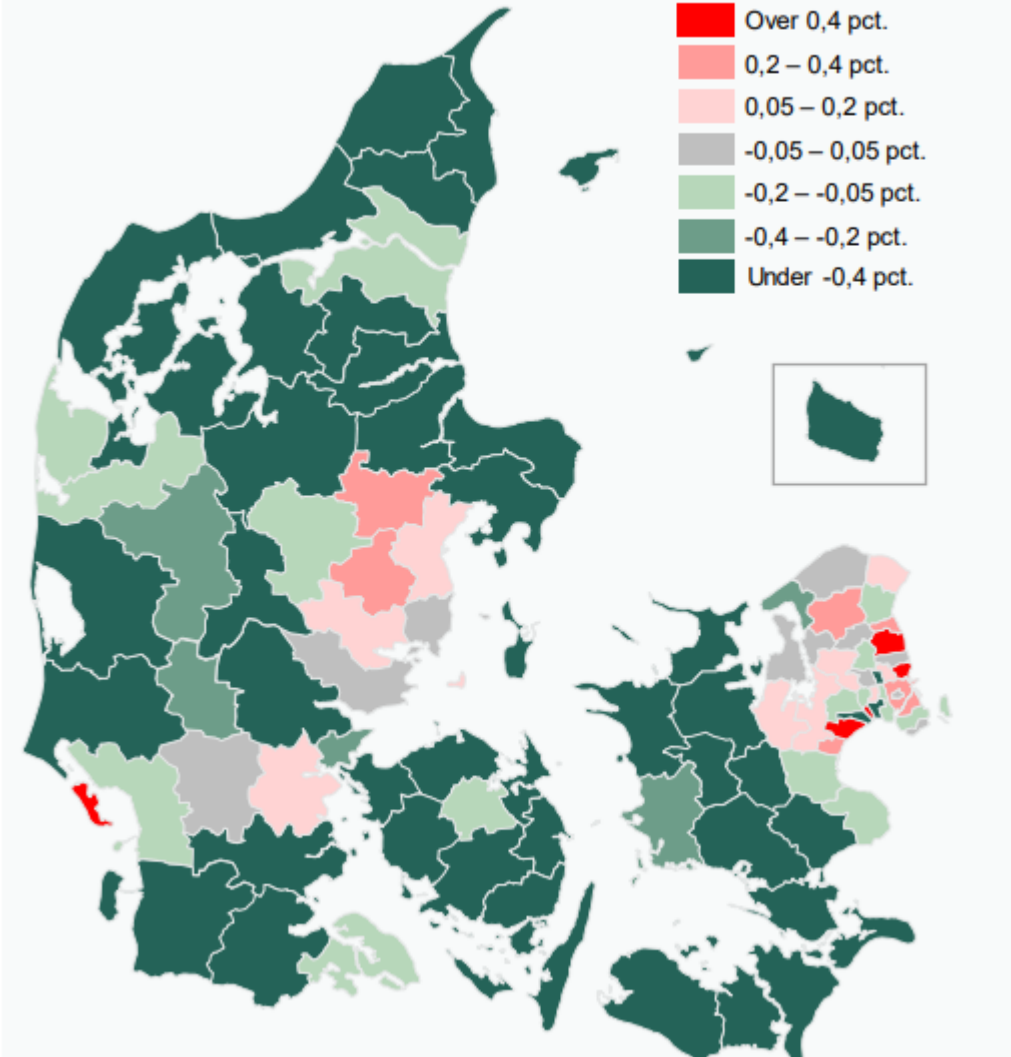 Over 0,4 pct.
0,2 – 0,4 pct.
0,05 – 0,2 pct.
-0,05 – 0,05 pct.
-0,2 – -0,05 pct.
-0,4 – -0,2 pct.
Under -0,4 pct.